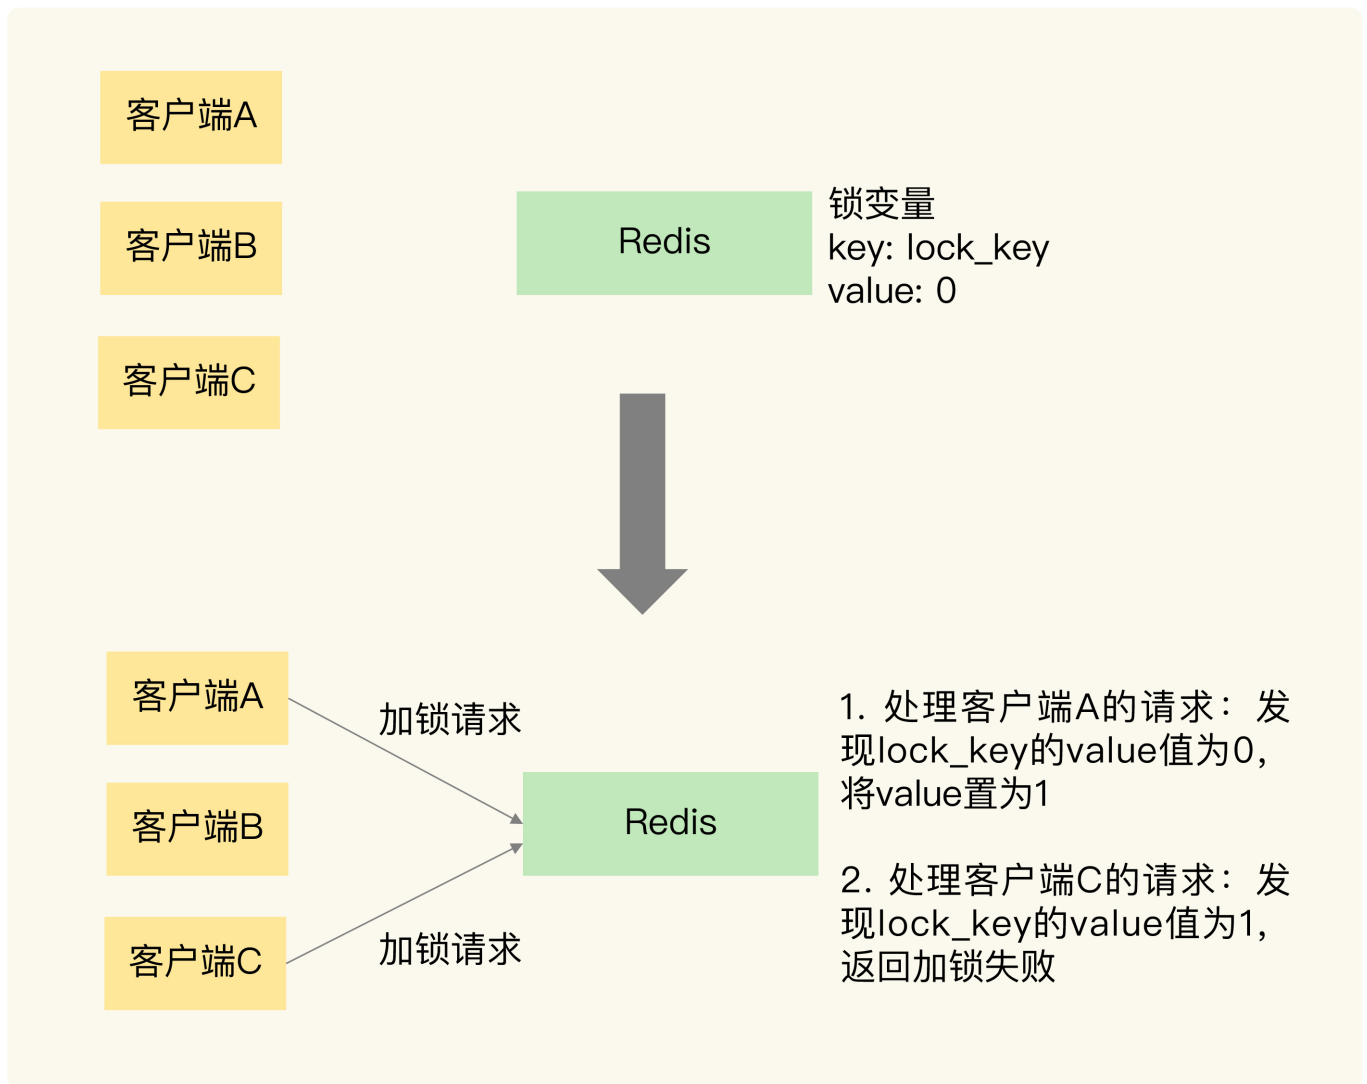 客户端A
客户端B
客户端C
Redis
锁变量
key: lock_key
value: 0
客户端A
客户端B
客户端C
加锁请求
加锁请求
Redis
1. 处理客户端A的请求：发
现lock_key的value值为0，
将value置为1
2. 处理客户端C的请求：发
现lock_key的value值为1，
返回加锁失败